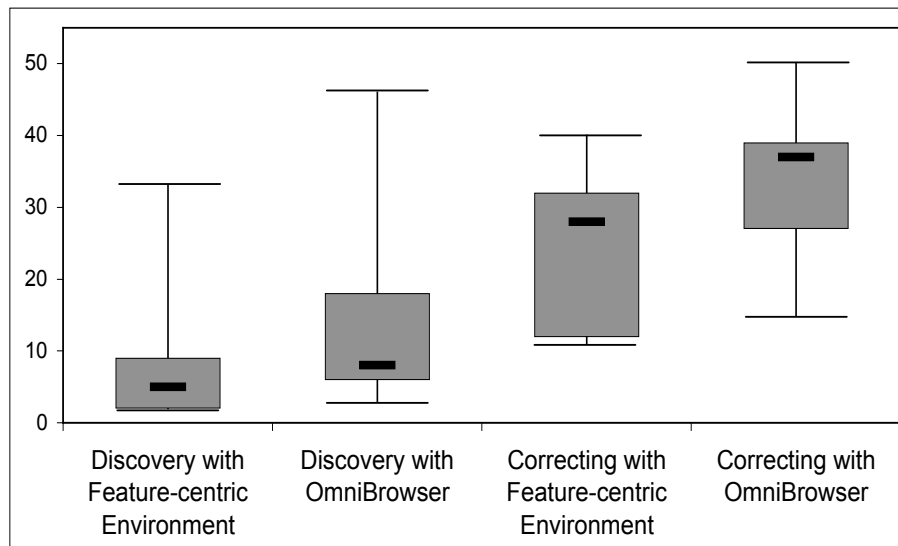 50
40
30
20
10
0
Discovery with
Feature-centric
Environment
Discovery with
OmniBrowser
Correcting with
Feature-centric
Environment
Correcting with
OmniBrowser